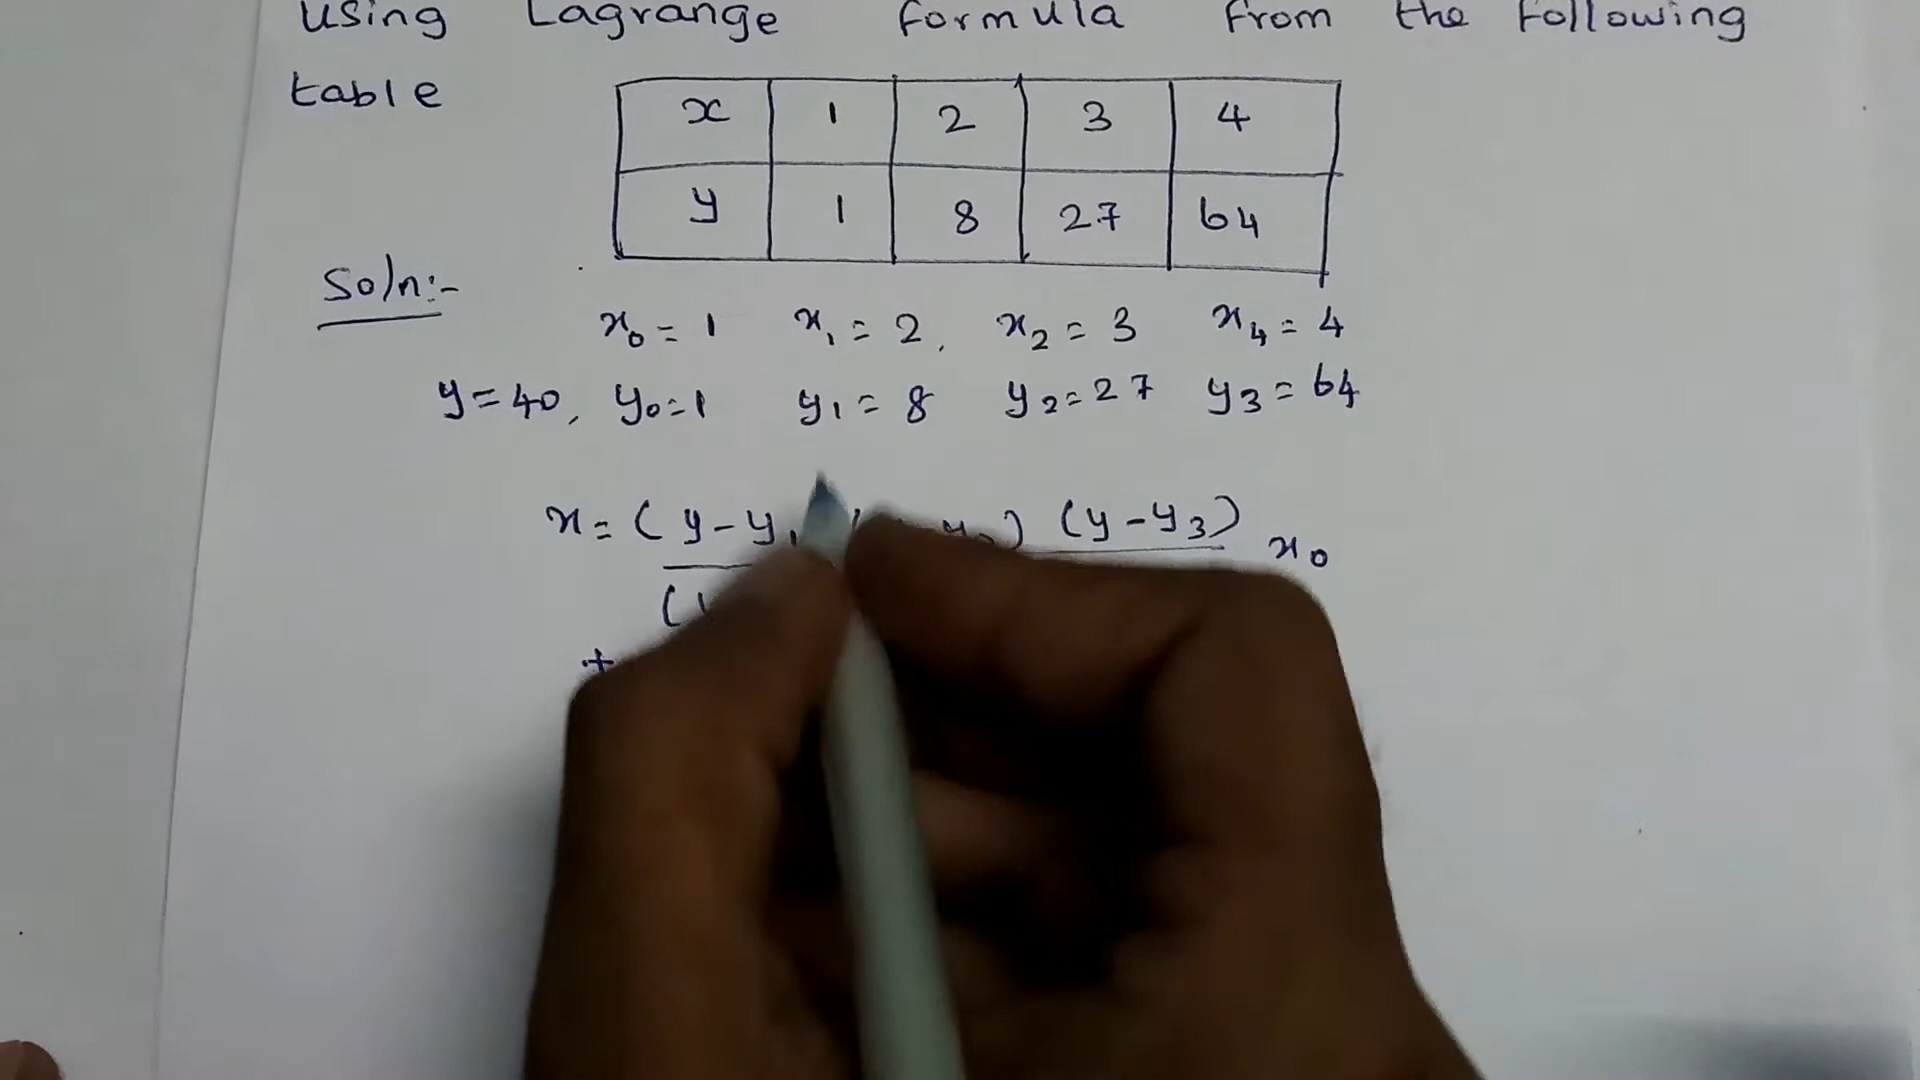 using Lagrange formula from the following
table
x 1 2 3 4
y 1 8 27 64
Soln:-
x₀ = 1 x₁ = 2, x₂ = 3 x₄ = 4
y = 40, y₀ = 1 y₁ = 8 y₂ = 27 y₃ = 64
x = (y - y₁ (y - y₃) x₀
(
+